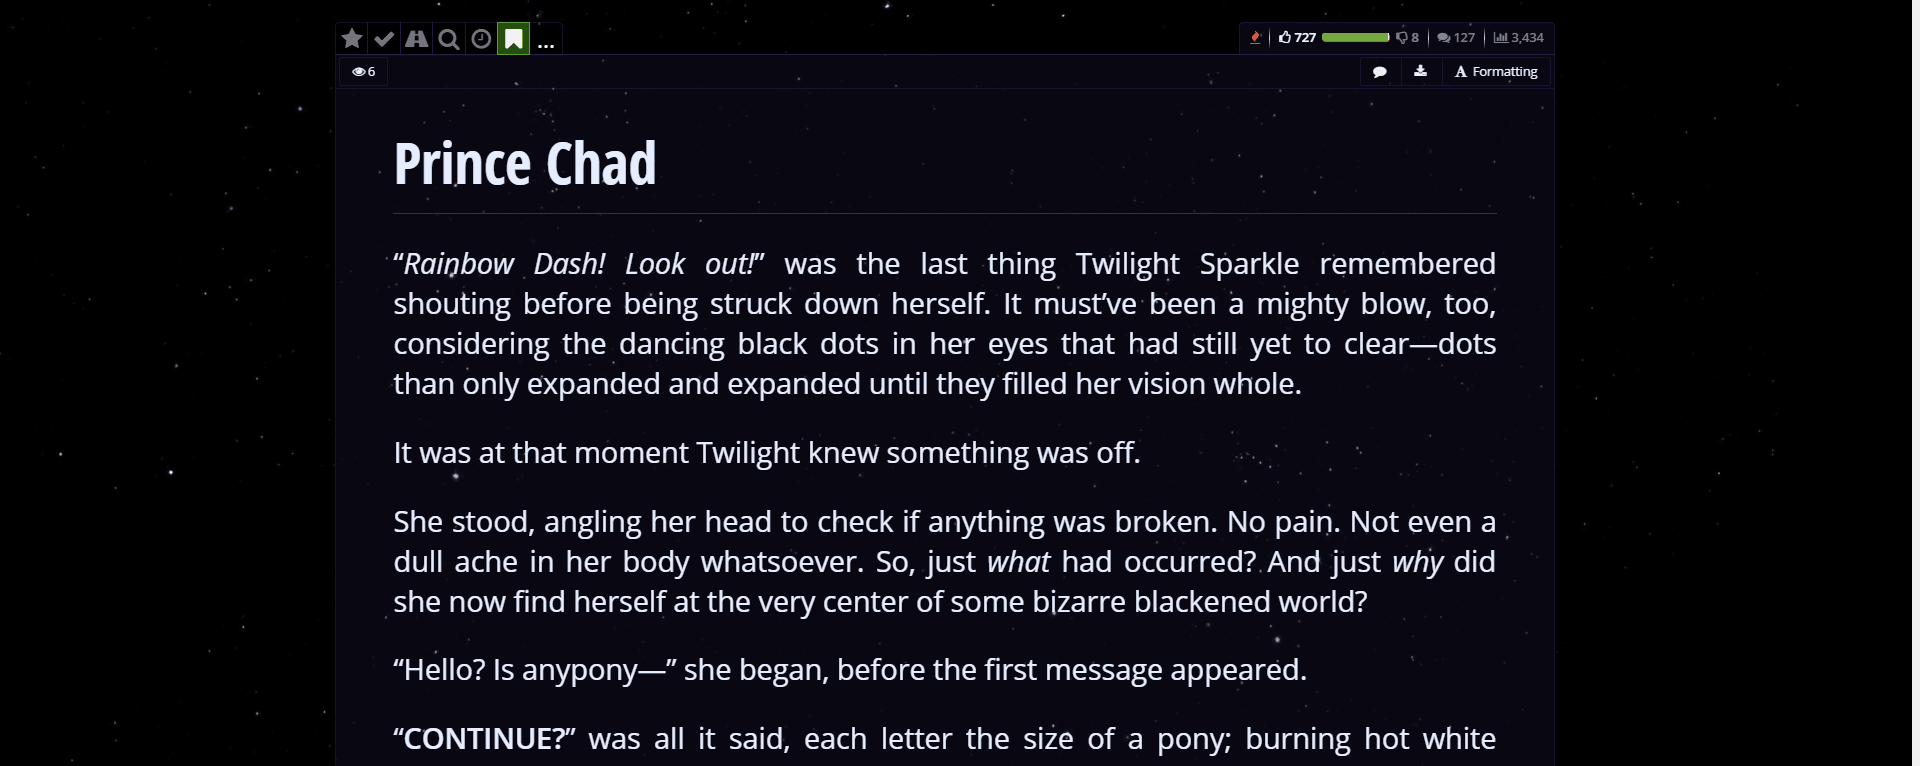 ...
727
8
127
3,434
6
A Formatting
Prince Chad
“Rainbow Dash! Look out!” was the last thing Twilight Sparkle remembered
shouting before being struck down herself. It must’ve been a mighty blow, too,
considering the dancing black dots in her eyes that had still yet to clear—dots
than only expanded and expanded until they filled her vision whole.
It was at that moment Twilight knew something was off.
She stood, angling her head to check if anything was broken. No pain. Not even a
dull ache in her body whatsoever. So, just what had occurred? And just why did
she now find herself at the very center of some bizarre blackened world?
“Hello? Is anypony—” she began, before the first message appeared.
“CONTINUE?” was all it said, each letter the size of a pony; burning hot white